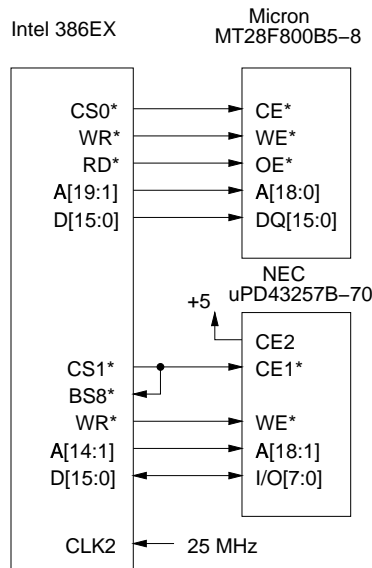 Intel 386EX
Micron
MT28F800B5−8
CS0*
WR*
RD*
A[19:1]
D[15:0]
CE*
WE*
OE*
A[18:0]
DQ[15:0]
NEC
uPD43257B−70
+5
CS1*
BS8*
WR*
A[14:1]
D[15:0]
CE2
CE1*
WE*
A[18:1]
I/O[7:0]
CLK2
25 MHz